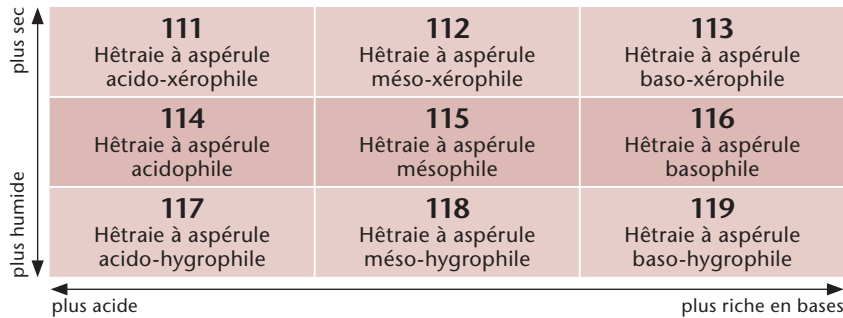 plus sec
111
Hêtraie à aspérule
acido-xérophile
112
Hêtraie à aspérule
méso-xérophile
113
Hêtraie à aspérule
baso-xérophile
114
Hêtraie à aspérule
acidophile
115
Hêtraie à aspérule
mésophile
116
Hêtraie à aspérule
basophile
plus humide
117
Hêtraie à aspérule
acido-hygrophile
118
Hêtraie à aspérule
méso-hygrophile
119
Hêtraie à aspérule
baso-hygrophile
plus acide
plus riche en bases